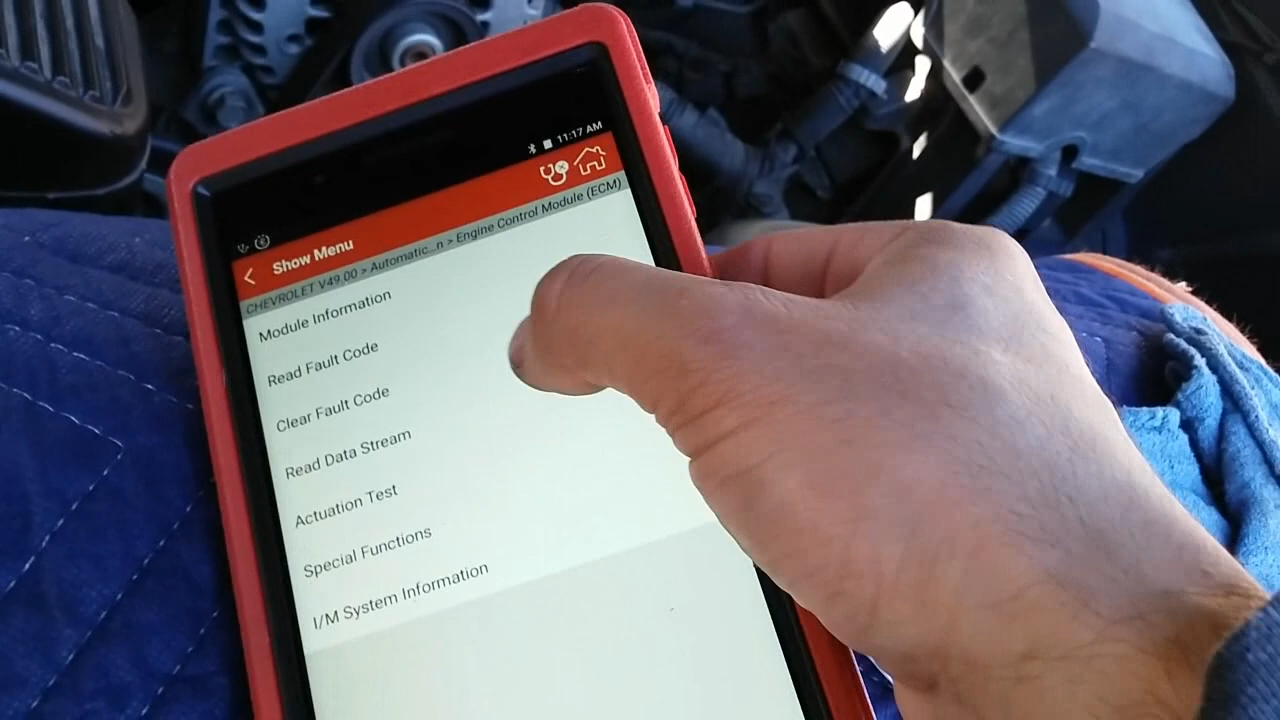 11:17 AM
Show Menu
CHEVROLET V49.00 > Automatic...n > Engine Control Module (ECM)
Module Information
Read Fault Code
Clear Fault Code
Read Data Stream
Actuation Test
Special Functions
I/M System Information